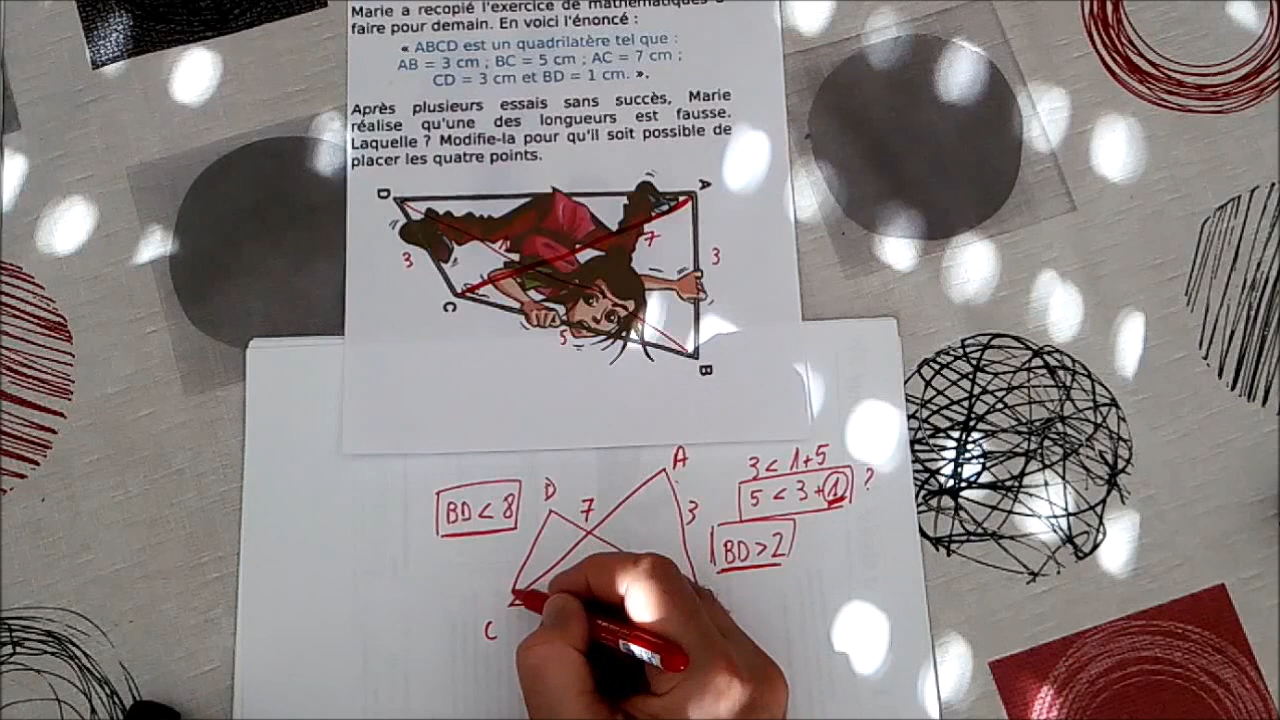 Marie a recopié l'exercice de mathématiques à
faire pour demain. En voici l'énoncé :
« ABCD est un quadrilatère tel que :
AB = 3 cm ; BC = 5 cm ; AC = 7 cm ;
CD = 3 cm et BD = 1 cm. ».
Après plusieurs essais sans succès, Marie
réalise qu'une des longueurs est fausse.
Laquelle ? Modifie-la pour qu'il soit possible de
placer les quatre points.
D
A
7
3
3
C
5
B
A
3 < 1+5
BD < 8
D
7
3
5 < 3+1 ?
BD > 2
C